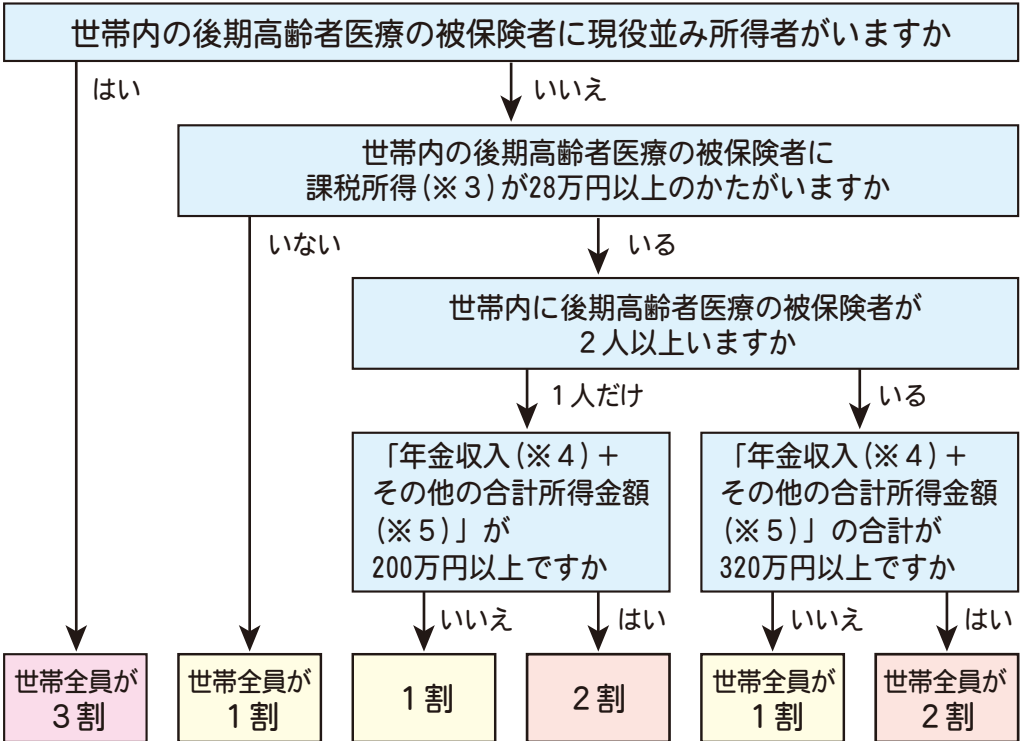 世帯内の後期高齢者医療の被保険者に現役並み所得者がいますか
はい
いいえ
世帯内の後期高齢者医療の被保険者に
課税所得(※3)が28万円以上のかたがいますか
いない
いる
世帯内に後期高齢者医療の被保険者が
2人以上いますか
1人だけ
いる
「年金収入(※4)+
その他の合計所得金額
(※5)」が
200万円以上ですか
「年金収入(※4)+
その他の合計所得金額
(※5)」の合計が
320万円以上ですか
いいえ
はい
いいえ
はい
世帯全員が
3割
世帯全員が
1割
1割
2割
世帯全員が
1割
世帯全員が
2割